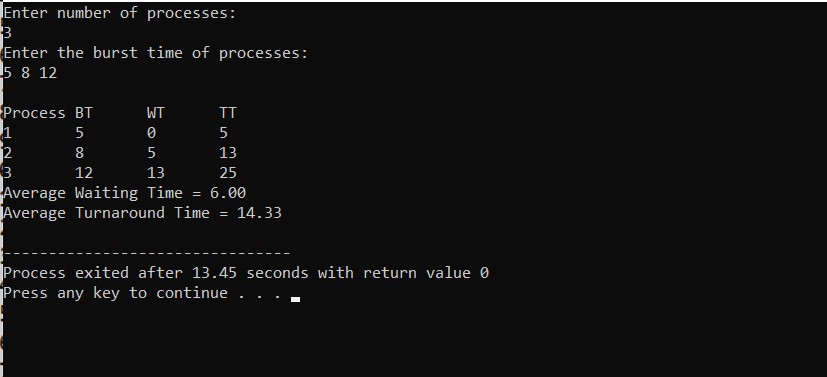 Enter number of processes:
3
Enter the burst time of processes:
5 8 12
Process BT WT TT
1 5 0 5
2 8 5 13
3 12 13 25
Average Waiting Time = 6.00
Average Turnaround Time = 14.33
--------------------------------
Process exited after 13.45 seconds with return value 0
Press any key to continue . . .